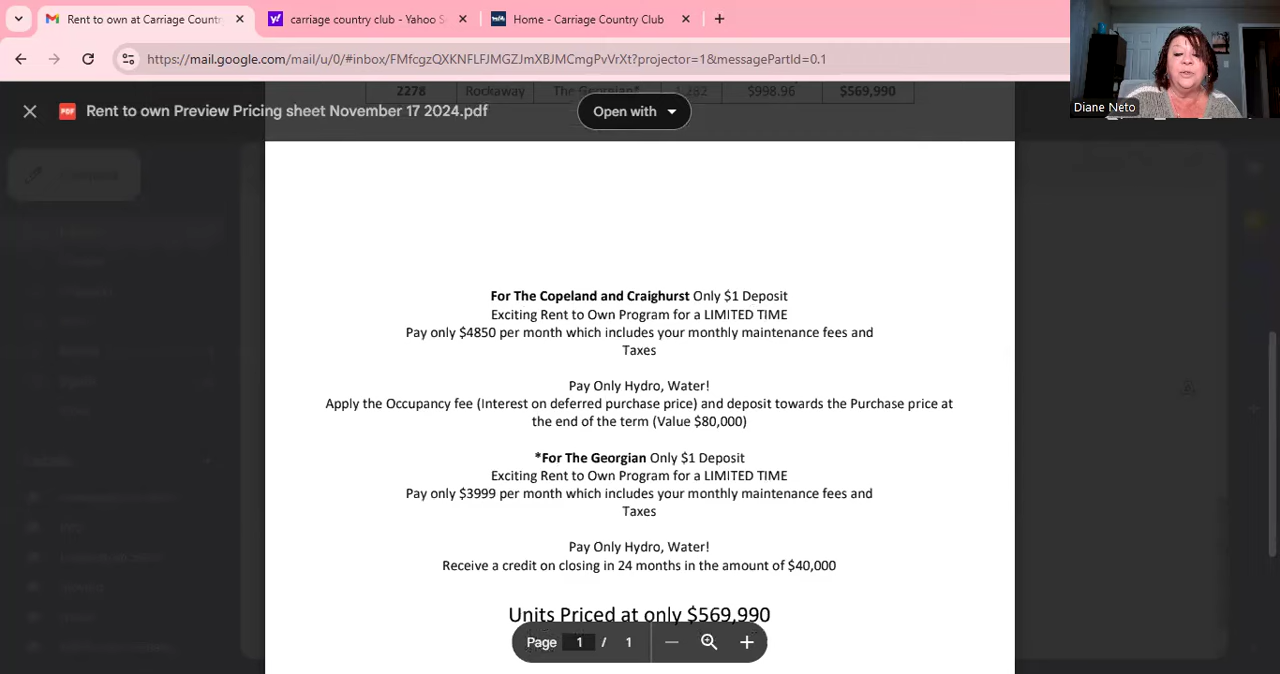 Rent to own at Carriage Countr
carriage country club - Yahoo S
Home - Carriage Country Club
https://mail.google.com/mail/u/0/#inbox/FMfcgzQXKNFLFJMGZJmXBJMCmgPvVrXt?projector=1&messagePartId=0.1
Diane Neto
2278 Rockaway The Georgian* 1,282 $998.96 $569,990
PDF
Rent to own Preview Pricing sheet November 17 2024.pdf
Open with
For The Copeland and Craighurst Only $1 Deposit
Exciting Rent to Own Program for a LIMITED TIME
Pay only $4850 per month which includes your monthly maintenance fees and
Taxes
Pay Only Hydro, Water!
Apply the Occupancy fee (Interest on deferred purchase price) and deposit towards the Purchase price at
the end of the term (Value $80,000)
*For The Georgian Only $1 Deposit
Exciting Rent to Own Program for a LIMITED TIME
Pay only $3999 per month which includes your monthly maintenance fees and
Taxes
Pay Only Hydro, Water!
Receive a credit on closing in 24 months in the amount of $40,000
Units Priced at only $569,990
Page 1 / 1